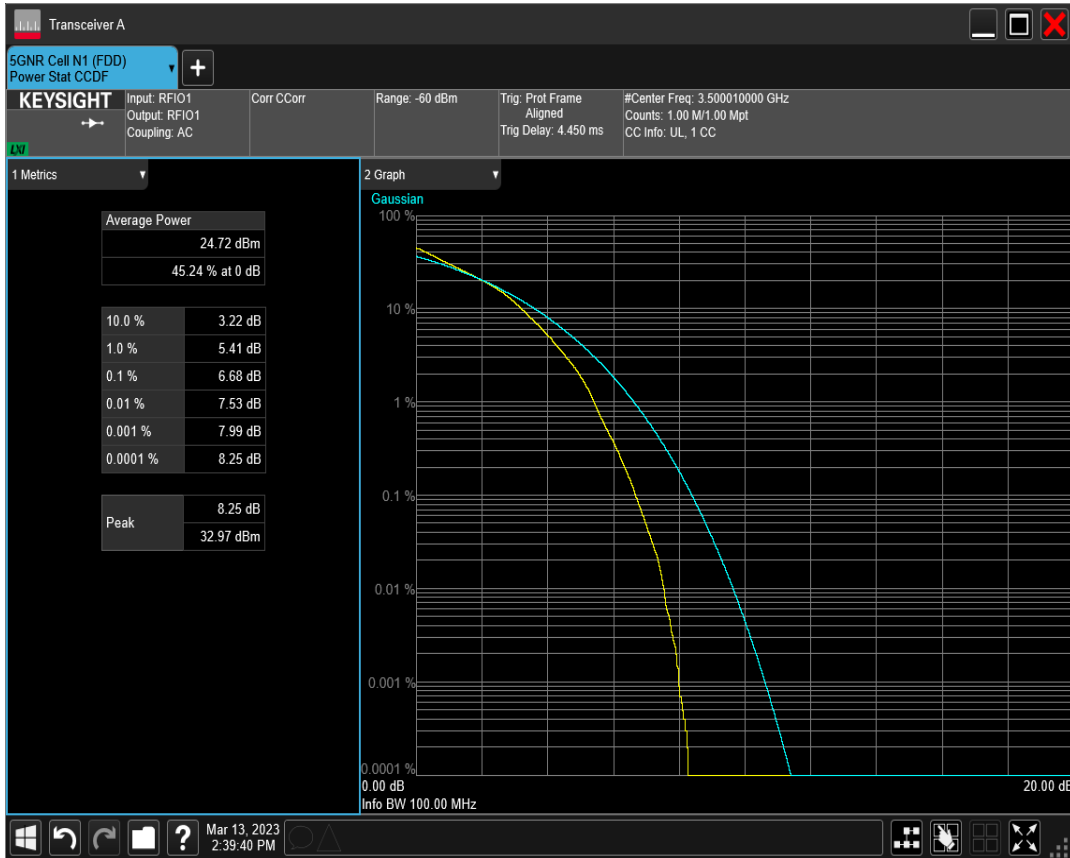 Transceiver A
5GNR Cell N1 (FDD)
Power Stat CCDF
+
KEYSIGHT
LXI
Input: RFIO1
Output: RFIO1
Coupling: AC
Corr CCorr
Range: -60 dBm
Trig: Prot Frame
Aligned
Trig Delay: 4.450 ms
#Center Freq: 3.500010000 GHz
Counts: 1.00 M/1.00 Mpt
CC Info: UL, 1 CC
1 Metrics
Average Power
24.72 dBm
45.24 % at 0 dB
10.0 % 3.22 dB
1.0 % 5.41 dB
0.1 % 6.68 dB
0.01 % 7.53 dB
0.001 % 7.99 dB
0.0001 % 8.25 dB
Peak
8.25 dB
32.97 dBm
2 Graph
Gaussian
100 %
10 %
1 %
0.1 %
0.01 %
0.001 %
0.0001 %
0.00 dB
20.00 dB
Info BW 100.00 MHz
?
Mar 13, 2023
2:39:40 PM